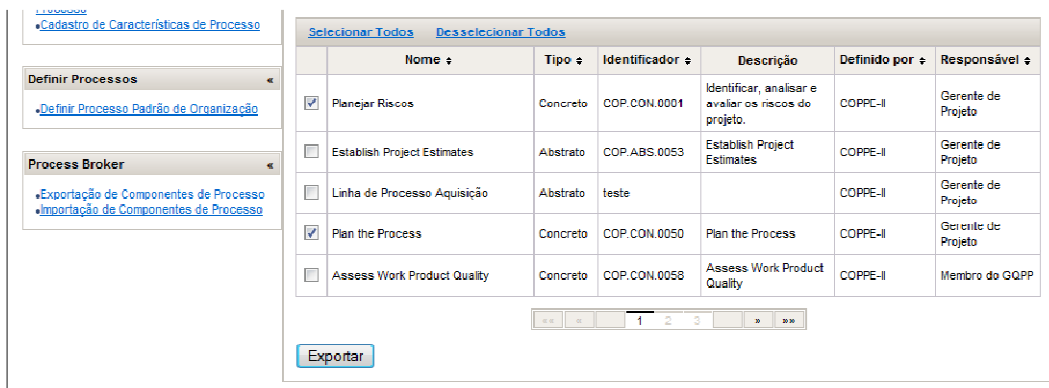 Processo
•Cadastro de Características de Processo
Definir Processos «
•Definir Processo Padrão de Organização
Process Broker «
•Exportação de Componentes de Processo
•Importação de Componentes de Processo
Selecionar Todos Desselecionar Todos
Nome Tipo Identificador Descrição Definido por Responsável
Planejar Riscos Concreto COP.CON.0001 Identificar, analisar e avaliar os riscos do projeto. COPPE-II Gerente de Projeto
Establish Project Estimates Abstrato COP.ABS.0053 Establish Project Estimates COPPE-II Gerente de Projeto
Linha de Processo Aquisição Abstrato teste COPPE-II Gerente de Projeto
Plan the Process Concreto COP.CON.0050 Plan the Process COPPE-II Gerente de Projeto
Assess Work Product Quality Concreto COP.CON.0058 Assess Work Product Quality COPPE-II Membro do GQPP
«« « 1 2 3 » »»
Exportar